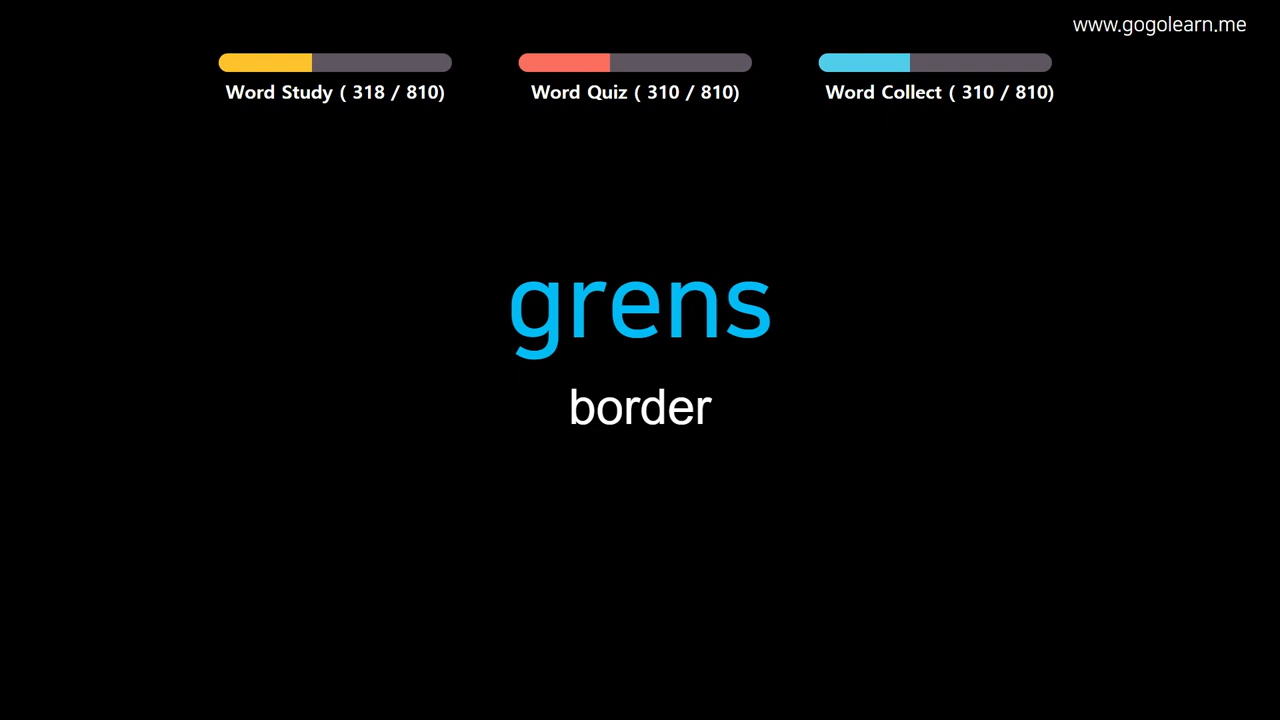 www.gogolearn.me
Word Study ( 318 / 810)
Word Quiz ( 310 / 810)
Word Collect ( 310 / 810)
grens
border